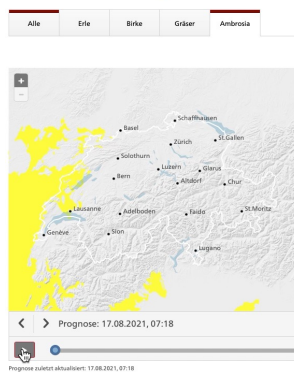 Alle Erle Birke Gräser Ambrosia
+
−
Schaffhausen
Basel
St.Gallen
Zürich
Solothurn
Luzern
Glarus
Bern
Altdorf
Chur
Lausanne
Adelboden
Faido
St.Moritz
Genève
Sion
Lugano
Prognose: 17.08.2021, 07:18
Prognose zuletzt aktualisiert: 17.08.2021, 07:18